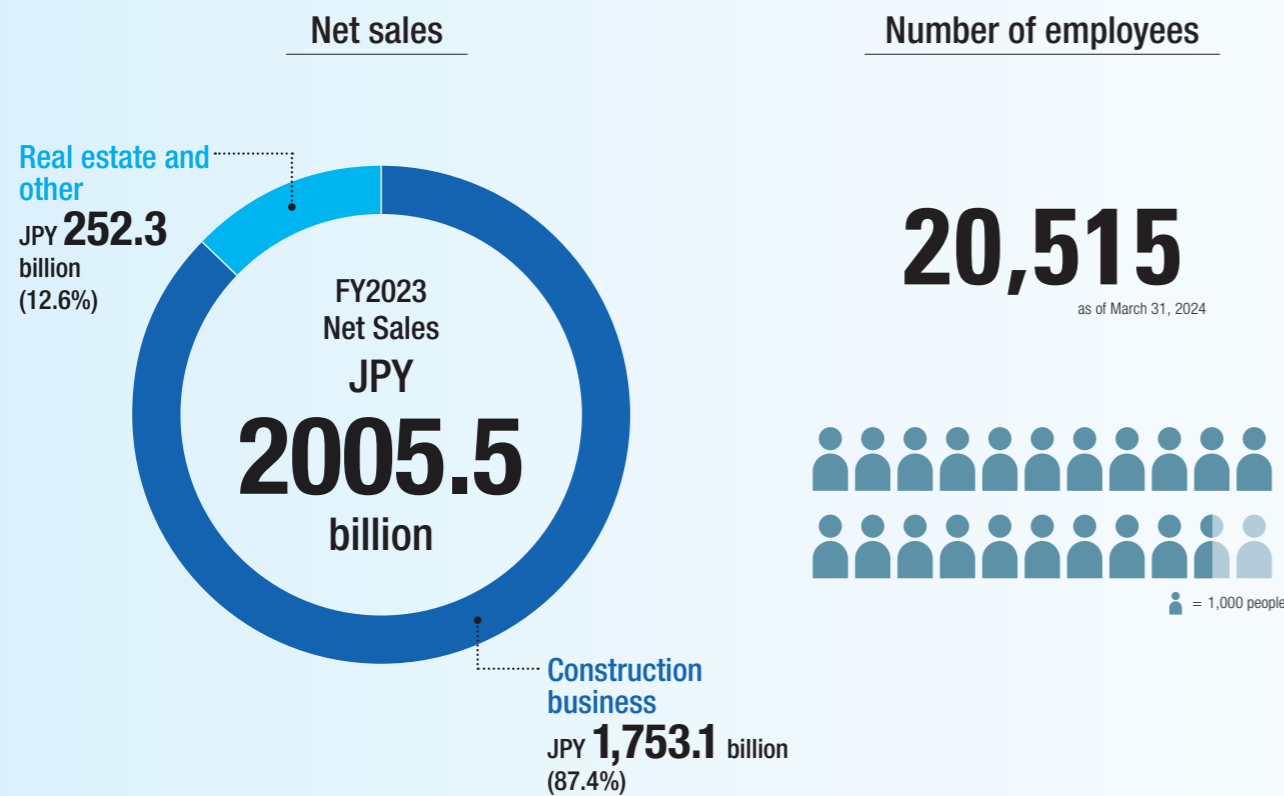 Net sales
Real estate and
other
JPY 252.3
billion
(12.6%)
FY2023
Net Sales
JPY
2005.5
billion
Construction
business
JPY 1,753.1 billion
(87.4%)
Number of employees
20,515
as of March 31, 2024
= 1,000 people